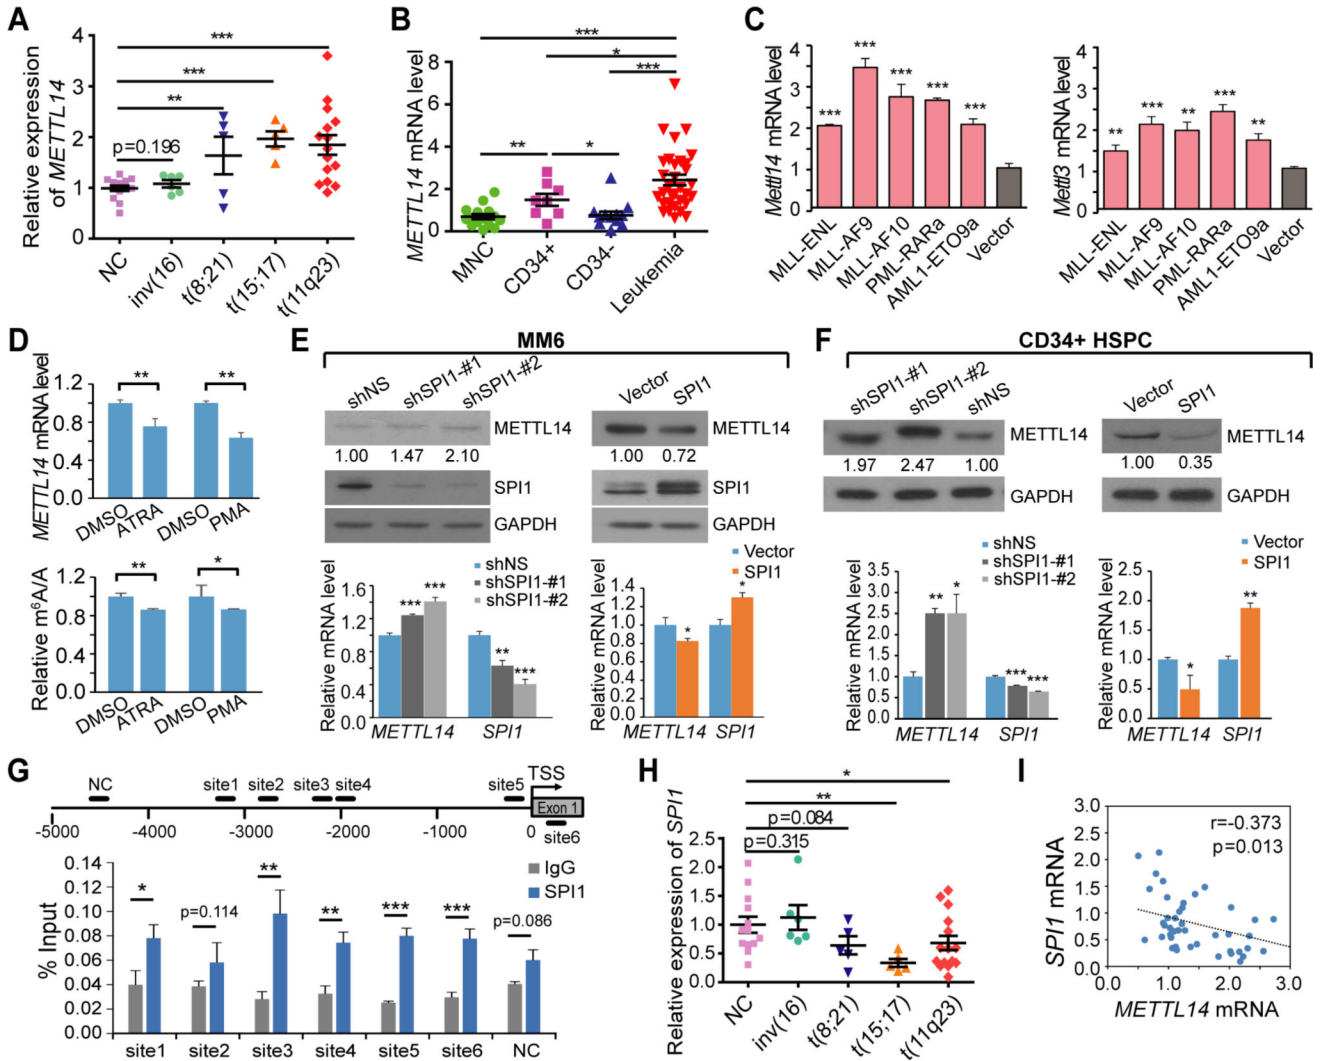 A
Relative expression
of METTL14
4
3
2
1
0
***
***
**
p=0.196
NC
inv(16)
t(8;21)
t(15;17)
t(11q23)
B
METTL14 mRNA level
8
6
4
2
0
***
*
***
**
*
MNC
CD34+
CD34-
Leukemia
C
Mettl14 mRNA level
4
3
2
1
0
***
***
***
***
***
MLL-ENL
MLL-AF9
MLL-AF10
PML-RARa
AML1-ETO9a
Vector
Mettl3 mRNA level
4
3
2
1
0
**
***
**
***
**
MLL-ENL
MLL-AF9
MLL-AF10
PML-RARa
AML1-ETO9a
Vector
D
METTL14 mRNA level
1.2
0.8
0.4
0.0
**
**
DMSO
ATRA
DMSO
PMA
Relative m⁶A/A
1.2
0.8
0.4
0.0
**
*
DMSO
ATRA
DMSO
PMA
E
MM6
shNS
shSPI1-#1
shSPI1-#2
METTL14
1.00 1.47 2.10
SPI1
GAPDH
Vector
SPI1
METTL14
1.00 0.72
SPI1
GAPDH
shNS
shSPI1-#1
shSPI1-#2
Relative mRNA level
1.6
1.2
0.8
0.4
0.0
***
***
**
***
METTL14 SPI1
Vector
SPI1
Relative mRNA level
1.4
1.2
1.0
0.8
0.6
0.4
0.2
0.0
*
*
METTL14 SPI1
F
CD34+ HSPC
shSPI1-#1
shSPI1-#2
shNS
METTL14
1.97 2.47 1.00
GAPDH
Vector
SPI1
METTL14
1.00 0.35
GAPDH
shNS
shSPI1-#1
shSPI1-#2
Relative mRNA level
3.5
3.0
2.5
2.0
1.5
1.0
0.5
0.0
**
*
***
***
METTL14 SPI1
Vector
SPI1
Relative mRNA level
2.5
2.0
1.5
1.0
0.5
0.0
*
**
METTL14 SPI1
G
NC site1 site2 site3 site4 site5 TSS
Exon 1
site6
-5000 -4000 -3000 -2000 -1000 0
IgG
SPI1
% Input
0.14
0.12
0.10
0.08
0.06
0.04
0.02
0.00
*
p=0.114
**
**
***
***
p=0.086
site1 site2 site3 site4 site5 site6 NC
H
Relative expression of SPI1
2.5
2.0
1.5
1.0
0.5
0.0
*
**
p=0.084
p=0.315
NC
inv(16)
t(8;21)
t(15;17)
t(11q23)
I
SPI1 mRNA
3.0
2.5
2.0
1.5
1.0
0.5
0.0
r=-0.373
p=0.013
0.0 1.0 2.0 3.0
METTL14 mRNA